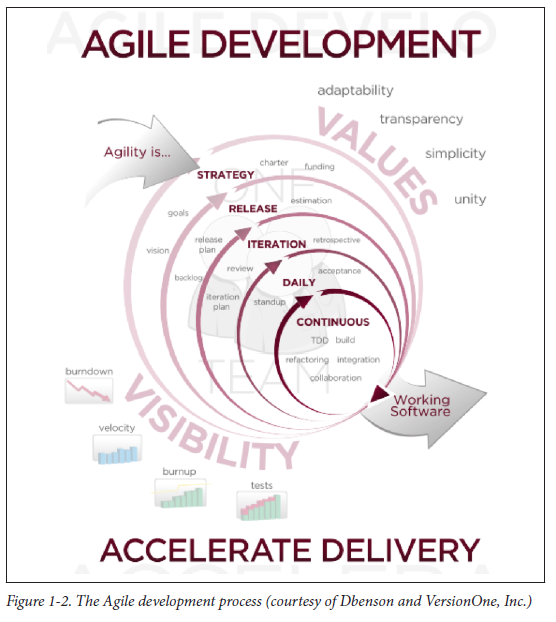 AGILE DEVELOPMENT
adaptability
transparency
simplicity
unity
VALUES
Agility is...
STRATEGY
charter
funding
goals
vision
RELEASE
estimation
release
plan
backlog
ITERATION
retrospective
review
iteration
plan
DAILY
acceptance
standup
CONTINUOUS
TDD build
refactoring integration
collaboration
ONE
TEAM
Working
Software
VISIBILITY
burndown
velocity
burnup
tests
ACCELERATE DELIVERY
Figure 1-2. The Agile development process (courtesy of Dbenson and VersionOne, Inc.)